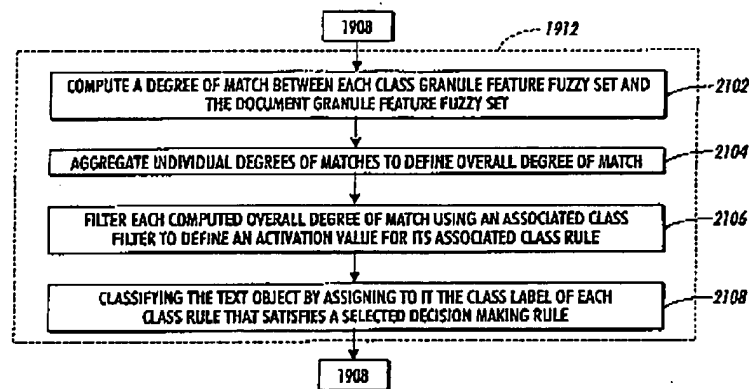 1908
1912
COMPUTE A DEGREE OF MATCH BETWEEN EACH CLASS GRANULE FEATURE FUZZY SET AND
THE DOCUMENT GRANULE FEATURE FUZZY SET
2102
AGGREGATE INDIVIDUAL DEGREES OF MATCHES TO DEFINE OVERALL DEGREE OF MATCH
2104
FILTER EACH COMPUTED OVERALL DEGREE OF MATCH USING AN ASSOCIATED CLASS
FILTER TO DEFINE AN ACTIVATION VALUE FOR ITS ASSOCIATED CLASS RULE
2106
CLASSIFYING THE TEXT OBJECT BY ASSIGNING TO IT THE CLASS LABEL OF EACH
CLASS RULE THAT SATISFIES A SELECTED DECISION MAKING RULE
2108
1908